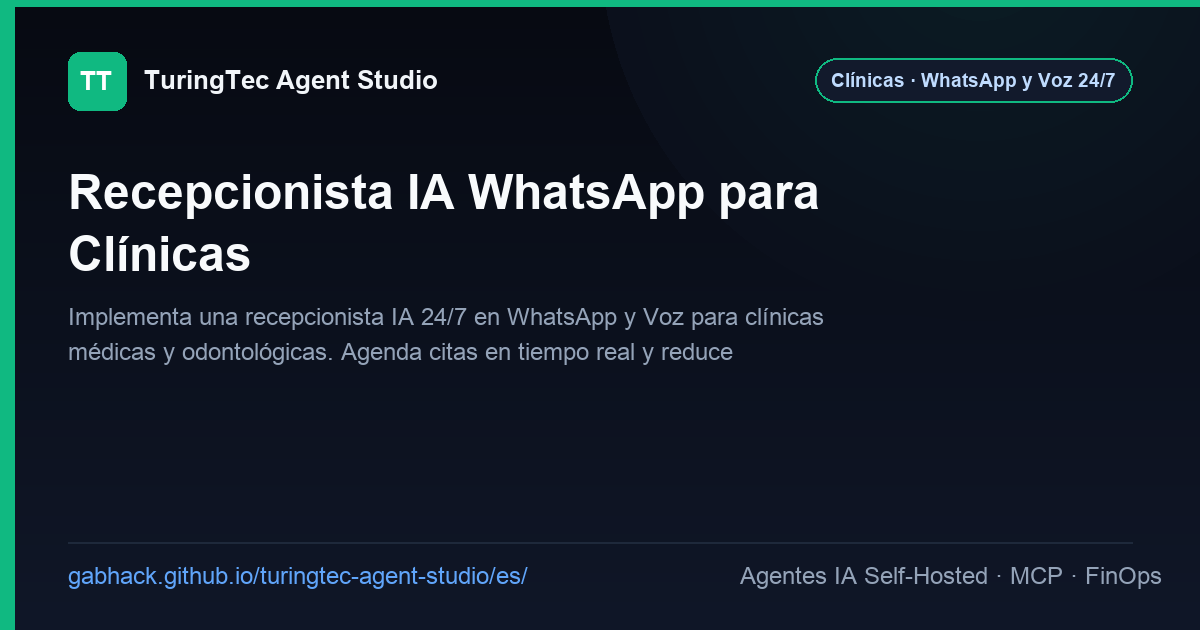 TT
TuringTec Agent Studio
Clínicas · WhatsApp y Voz 24/7
Recepcionista IA WhatsApp para
Clínicas
Implementa una recepcionista IA 24/7 en WhatsApp y Voz para clínicas
médicas y odontológicas. Agenda citas en tiempo real y reduce
gabhack.github.io/turingtec-agent-studio/es/
Agentes IA Self-Hosted · MCP · FinOps